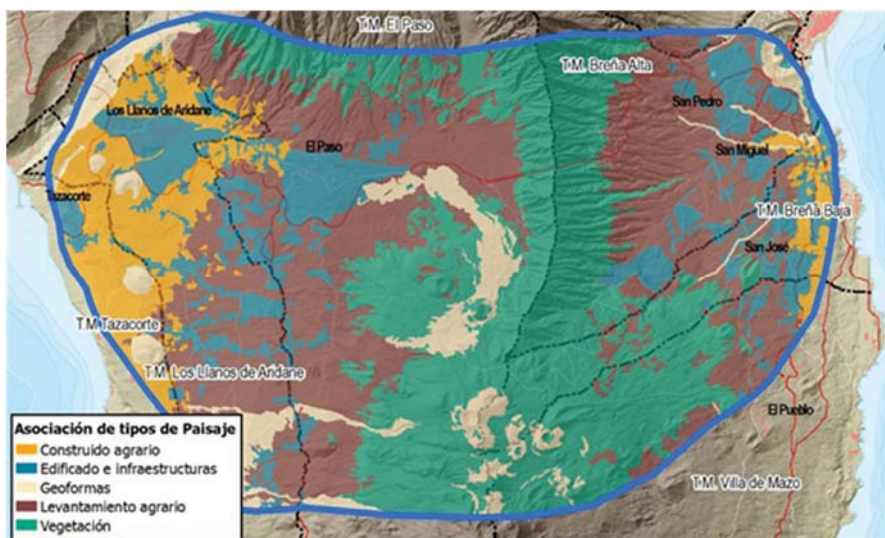 T.M. El Paso
T.M. Breña Alta
San Pedro
Los Llanos de Aridane
El Paso
San Miguel
Tazacorte
T.M. Breña Baja
San José
T.M Tazacorte
T.M. Los Llanos de Aridane
El Pueblo
T.M. Villa de Mazo
Asociación de tipos de Paisaje
Construido agrario
Edificado e infraestructuras
Geoformas
Levantamiento agrario
Vegetación